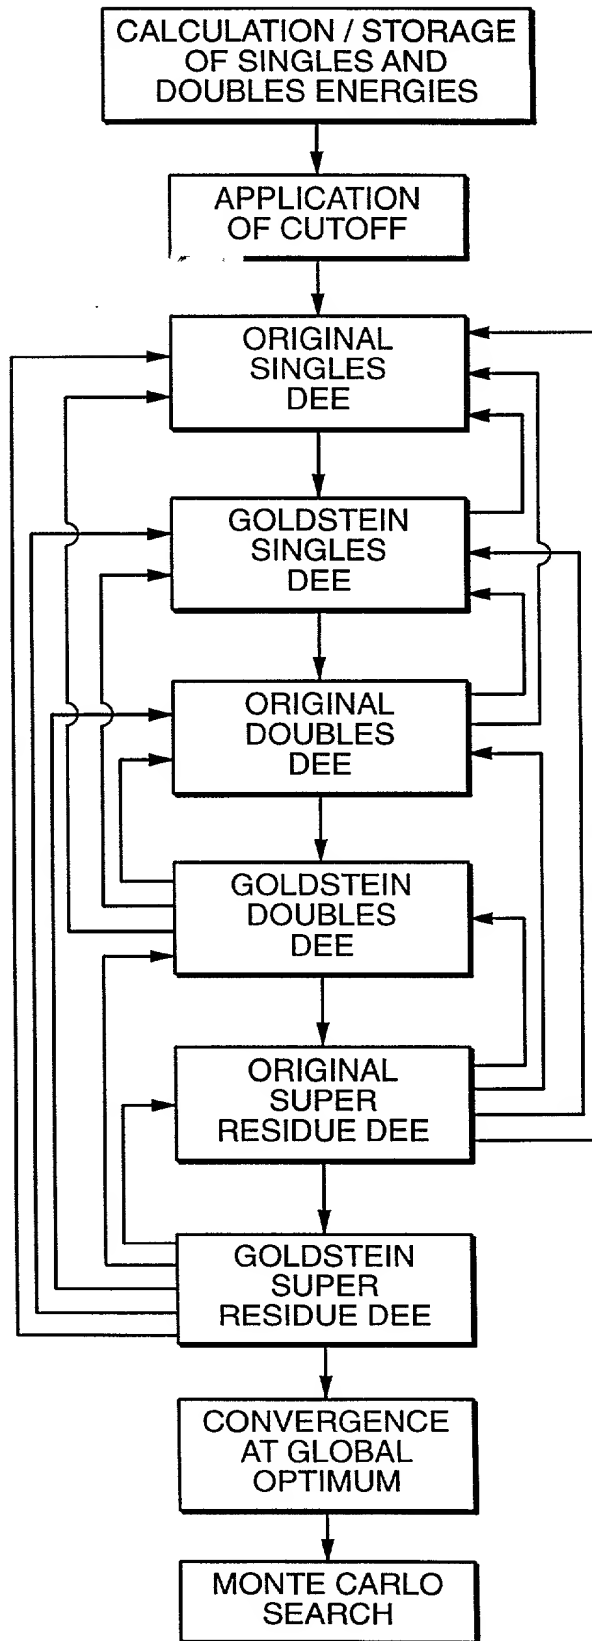 CALCULATION / STORAGE
OF SINGLES AND
DOUBLES ENERGIES
APPLICATION
OF CUTOFF
ORIGINAL
SINGLES
DEE
GOLDSTEIN
SINGLES
DEE
ORIGINAL
DOUBLES
DEE
GOLDSTEIN
DOUBLES
DEE
ORIGINAL
SUPER
RESIDUE DEE
GOLDSTEIN
SUPER
RESIDUE DEE
CONVERGENCE
AT GLOBAL
OPTIMUM
MONTE CARLO
SEARCH